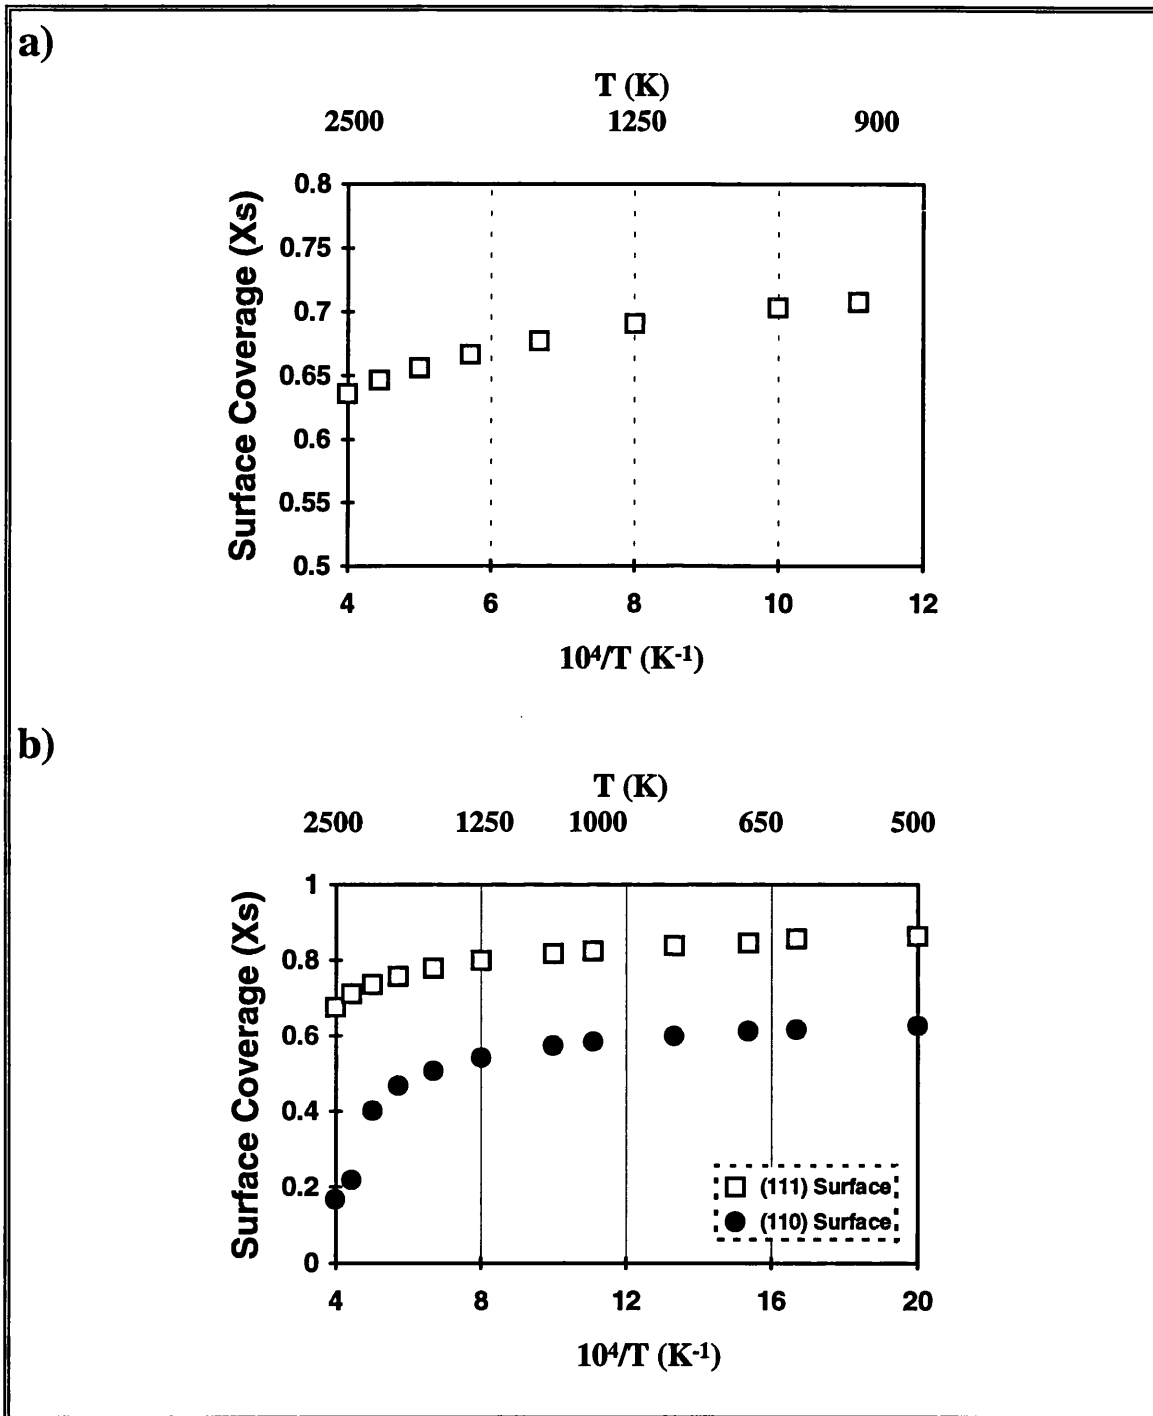 a)
T (K)
2500 1250 900
0.8
0.75
0.7
0.65
0.6
0.55
0.5
Surface Coverage (Xs)
4 6 8 10 12
10⁴/T (K⁻¹)
b)
T (K)
2500 1250 1000 650 500
1
0.8
0.6
0.4
0.2
0
Surface Coverage (Xs)
(111) Surface
(110) Surface
4 8 12 16 20
10⁴/T (K⁻¹)